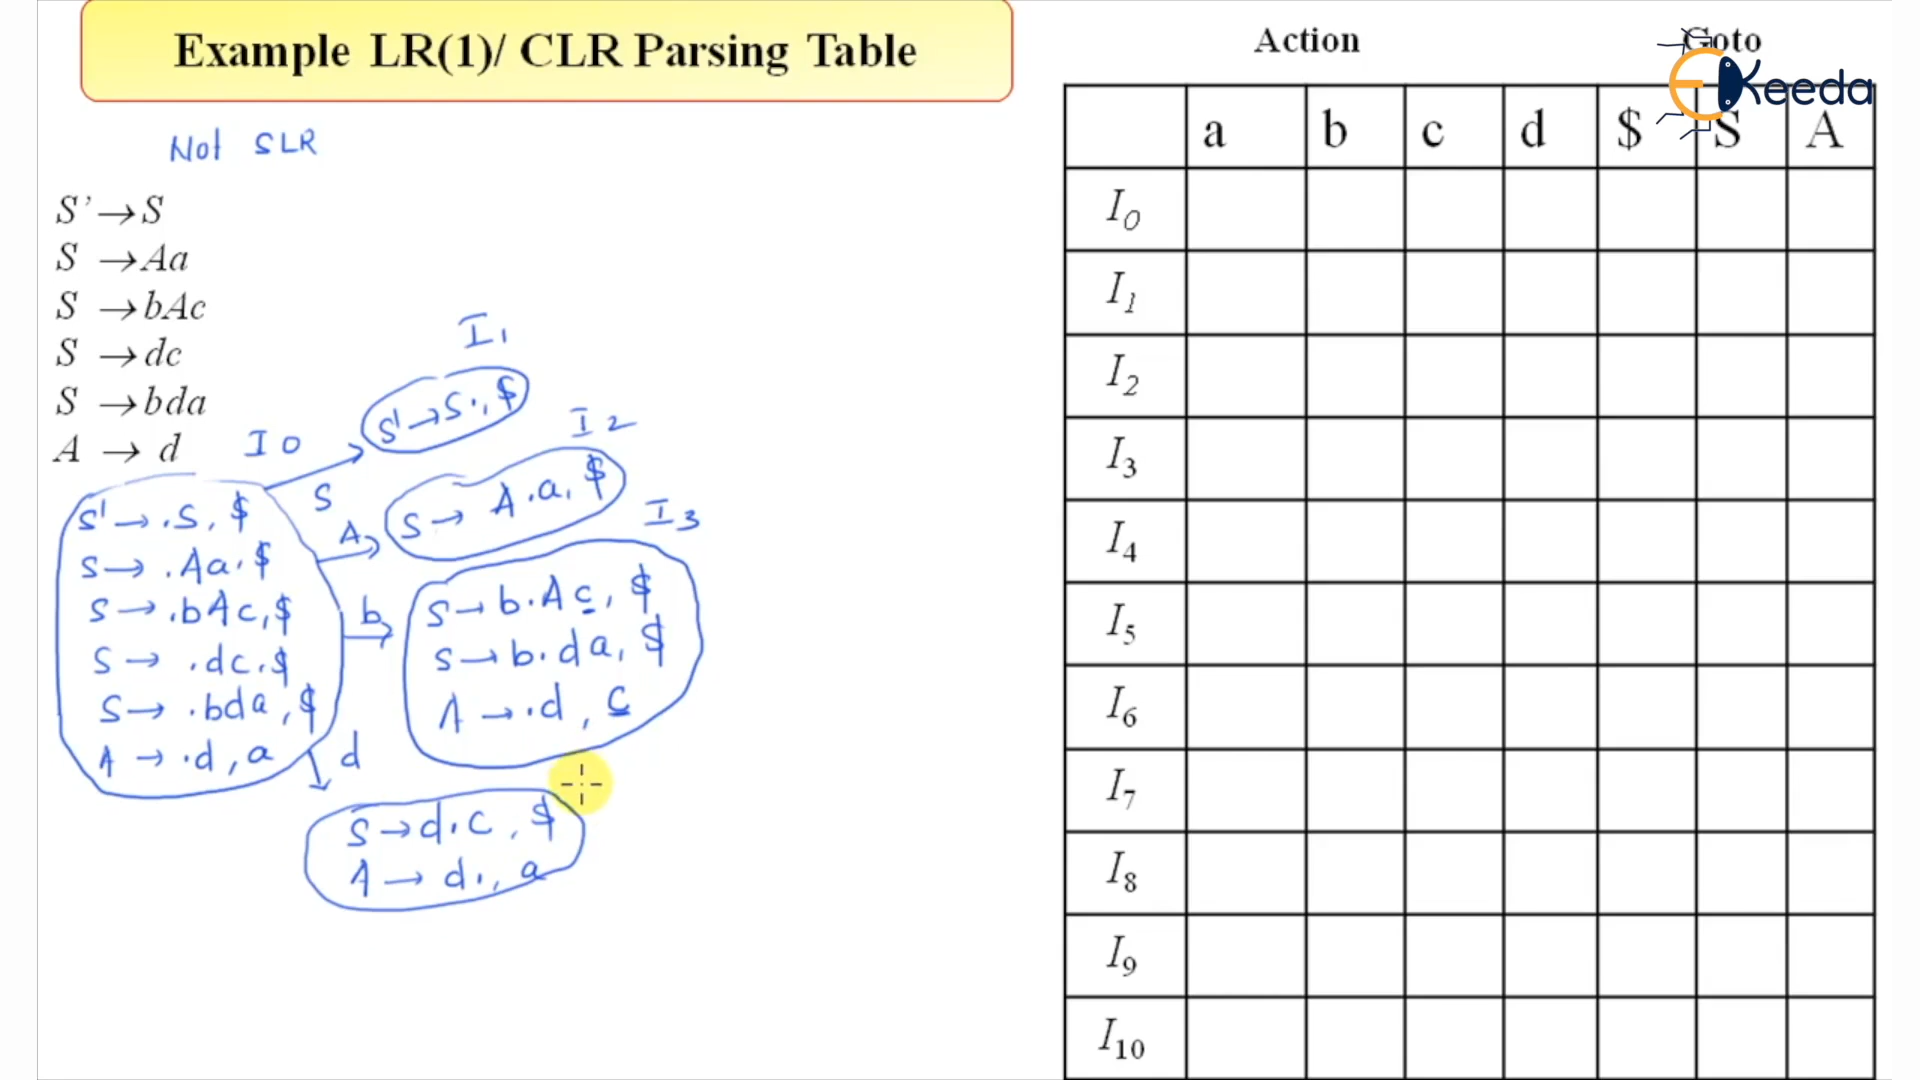 Example LR(1)/ CLR Parsing Table
Not SLR
S’→S
S →Aa
S →bAc
S →dc
S →bda
A → d
I0
S' → .S, $
S → .Aa, $
S → .bAc, $
S → .dc, $
S → .bda, $
A → .d, a
S
I1
S' → S., $
A
I2
S → A.a, $
b
I3
S → b.Ac, $
S → b.da, $
A → .d, c
d
S → d.c, $
A → d., a
Action Goto
Keeda
a b c d $ S A
I0
I1
I2
I3
I4
I5
I6
I7
I8
I9
I10